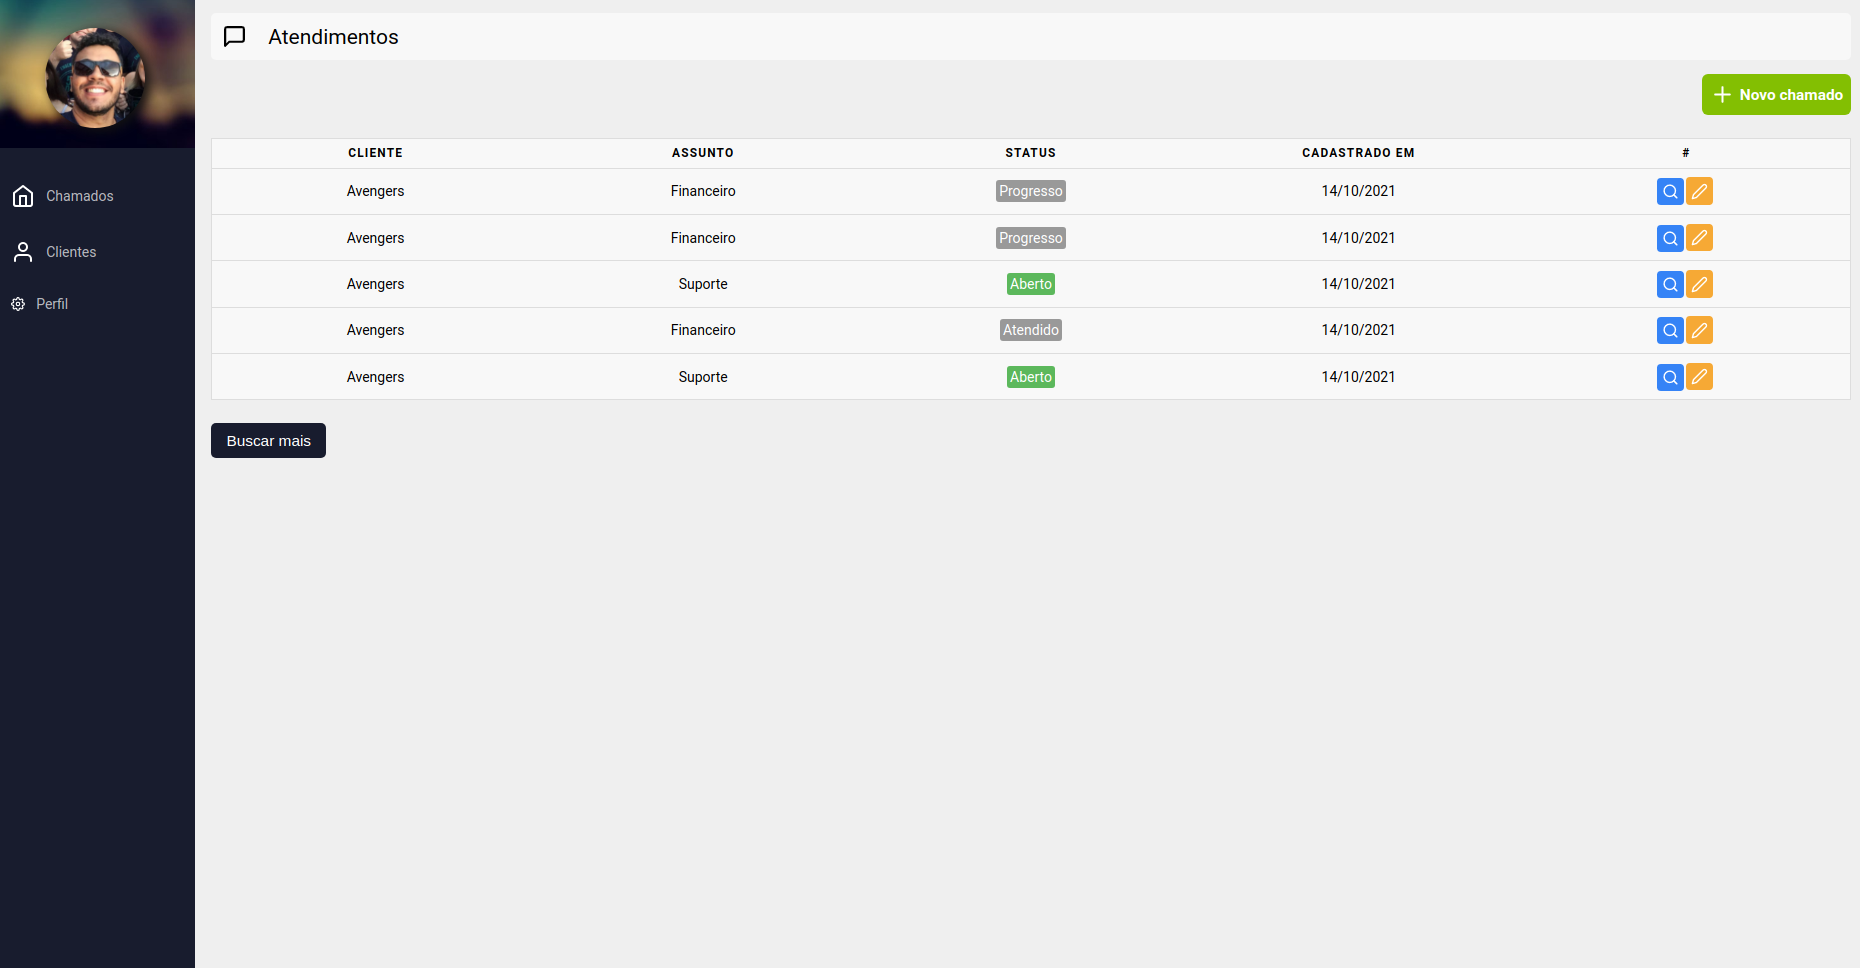 Atendimentos
Novo chamado
Chamados
Clientes
Perfil
CLIENTE ASSUNTO STATUS CADASTRADO EM #
Avengers Financeiro Progresso 14/10/2021
Avengers Financeiro Progresso 14/10/2021
Avengers Suporte Aberto 14/10/2021
Avengers Financeiro Atendido 14/10/2021
Avengers Suporte Aberto 14/10/2021
Buscar mais